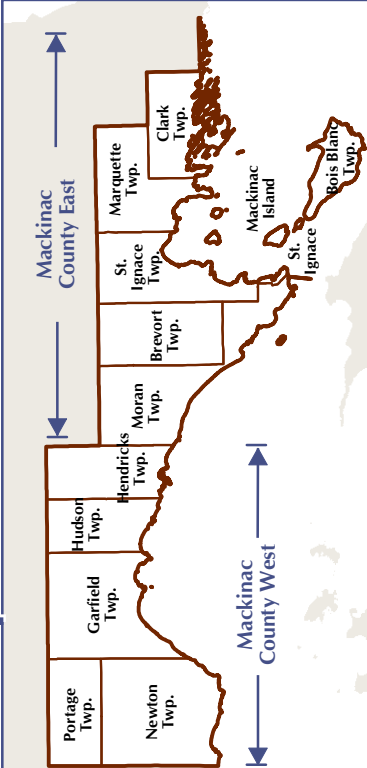 Mackinac
County East
Clark
Twp.
Marquette
Twp.
Bois Blanc
Twp.
Mackinac
Island
St.
Ignace
Twp.
St.
Ignace
Brevort
Twp.
Moran
Twp.
Hendricks
Twp.
Hudson
Twp.
Garfield
Twp.
Mackinac
County West
Portage
Twp.
Newton
Twp.